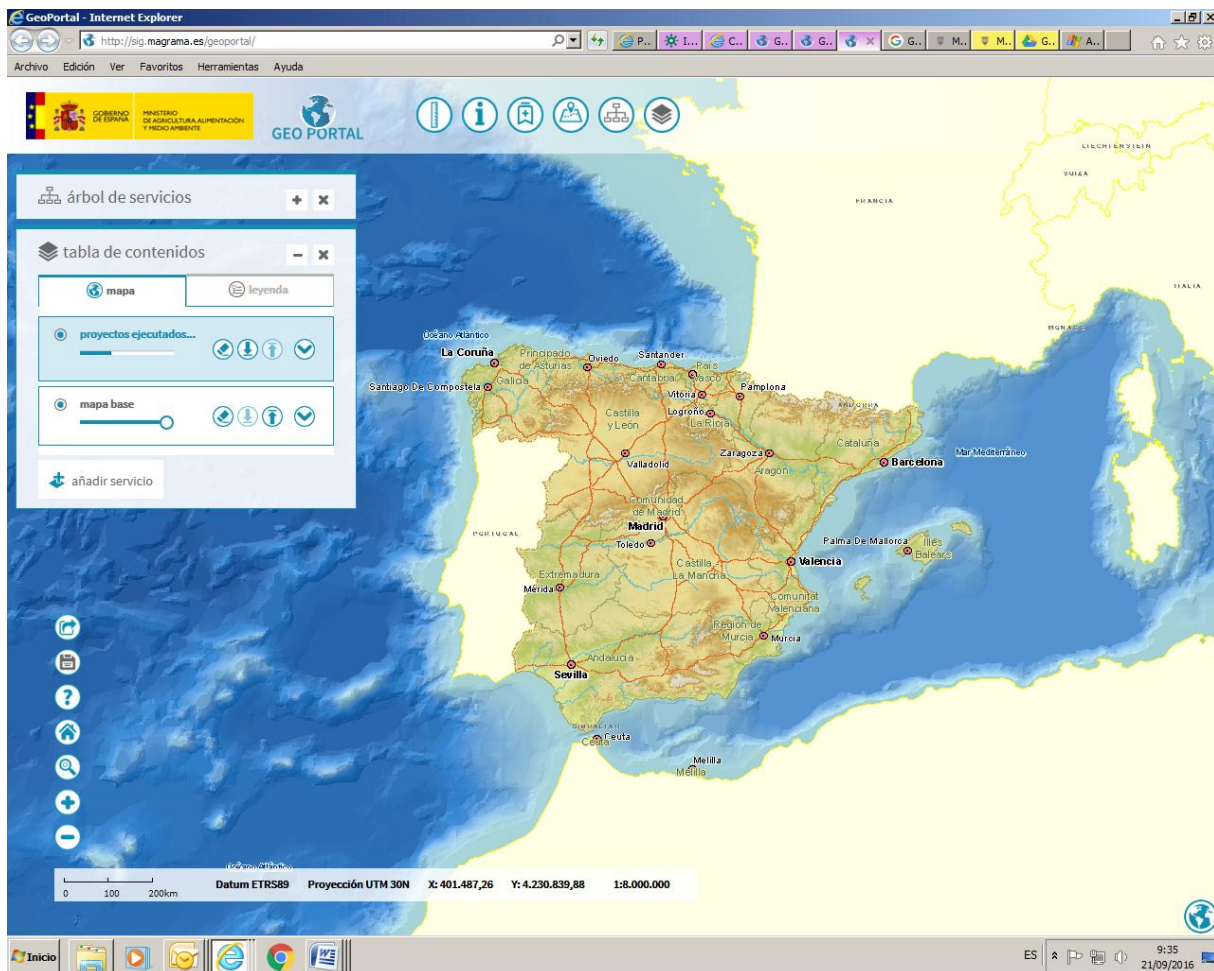 GeoPortal - Internet Explorer
http://sig.magrama.es/geoportal/
P.. I... C.. G.. G.. G.. M.. M.. G.. A..
Archivo Edición Ver Favoritos Herramientas Ayuda
GOBIERNO DE ESPAÑA
MINISTERIO
DE AGRICULTURA, ALIMENTACIÓN
Y MEDIO AMBIENTE
GEO PORTAL
árbol de servicios
tabla de contenidos
mapa
leyenda
proyectos ejecutados...
mapa base
añadir servicio
LIECHTENSTEIN
SUIZA
FRANCIA
ITALIA
MONACO
Océano Atlántico
La Coruña
Principado
de Asturias
Oviedo
Santander
País
Vasco
Cantabria
Santiago De Compostela
Galicia
Vitoria
Pamplona
Castilla
y León
Logroño
La Rioja
ANDORRA
Cataluña
Valladolid
Zaragoza
Aragón
Barcelona
Mar Mediterráneo
Comunidad
de Madrid
Madrid
PORTUGAL
Toledo
Palma De Mallorca
Illes
Balears
Castilla
La Mancha
Valencia
Extremadura
Mérida
Comunitat
Valenciana
Región de
Murcia
Murcia
Andalucía
Sevilla
GIBRALTAR
Ceuta
Ceuta
Melilla
Melilla
Océano Atlántico
0 100 200km
Datum ETRS89 Proyección UTM 30N X: 401.487,26 Y: 4.230.839,88 1:8.000.000
Inicio
ES
9:35
21/09/2016